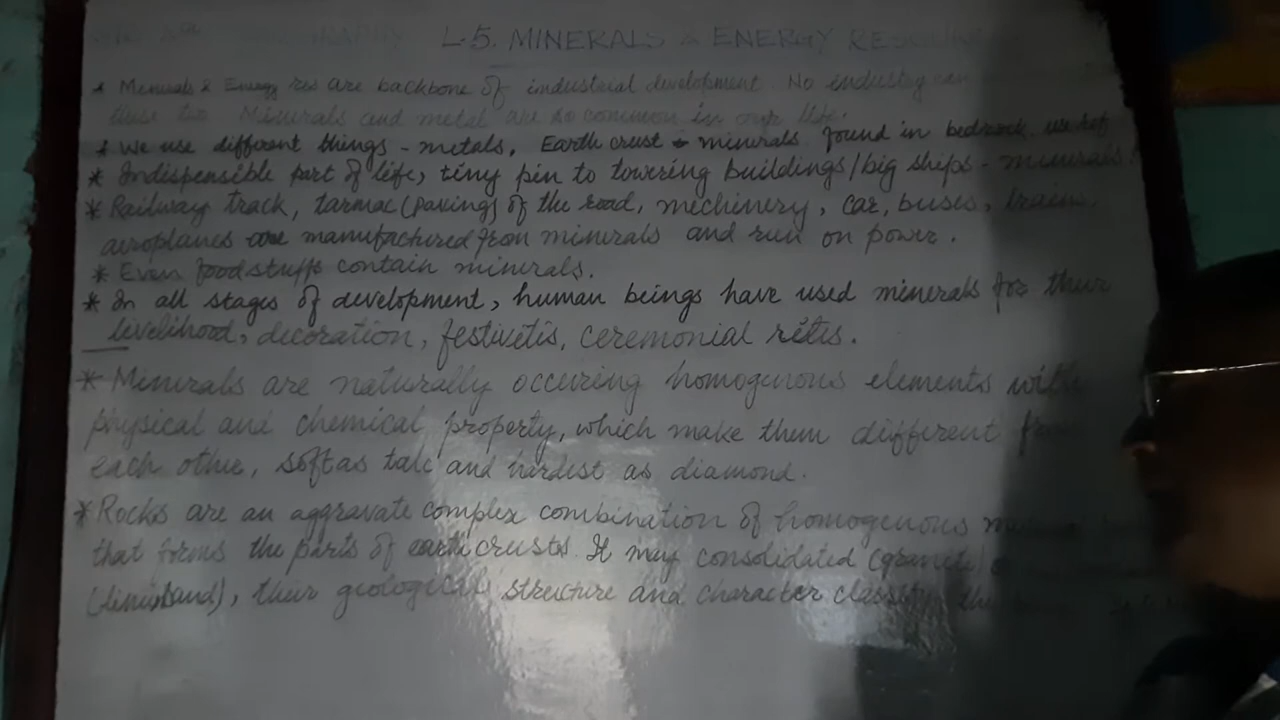 L-5. MINERALS & ENERGY
* Minerals & Energy res are backbone of industrial development. No industry can
Minerals and metal are so common in our life.
* We use different things - metals, Earth crust - minerals found in bedrock.
* Indispensible part of life, tiny pin to towering buildings/big ships - minerals
* Railway track, tarmac (paving) of the road, mechinery, car, buses, trains,
aeroplanes are manufactured from minerals and run on power.
* Even foodstuffs contain minerals.
* In all stages of development, human beings have used minerals for their
livelihood, decoration, festivitis, ceremonial rites.
* Minerals are naturally occuring homogenous elements with
physical and chemical property, which make them different from
each other, soft as talc and hardest as diamond.
* Rocks are an aggravate complex combination of homogenous
that forms the parts of earth crusts. It may consolidated (granite)
their geological structure and character